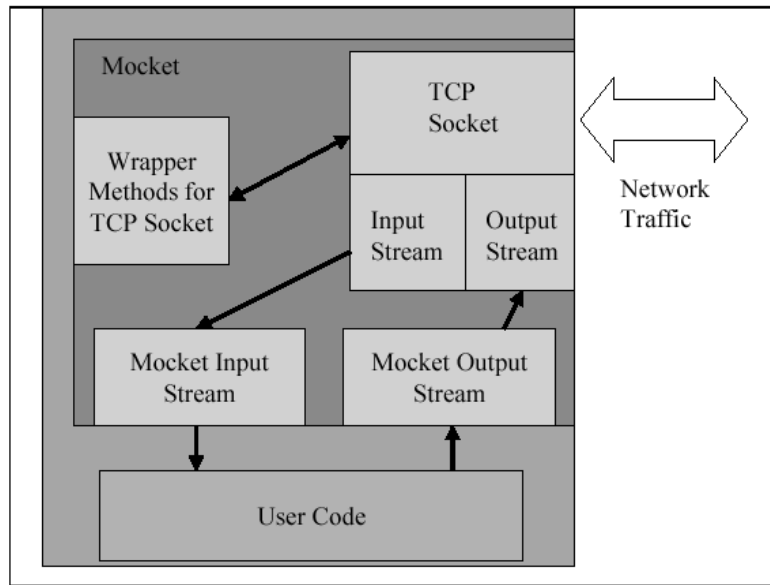 Mocket
TCP
Socket
Wrapper
Methods for
TCP Socket
Input
Stream
Output
Stream
Network
Traffic
Mocket Input
Stream
Mocket Output
Stream
User Code